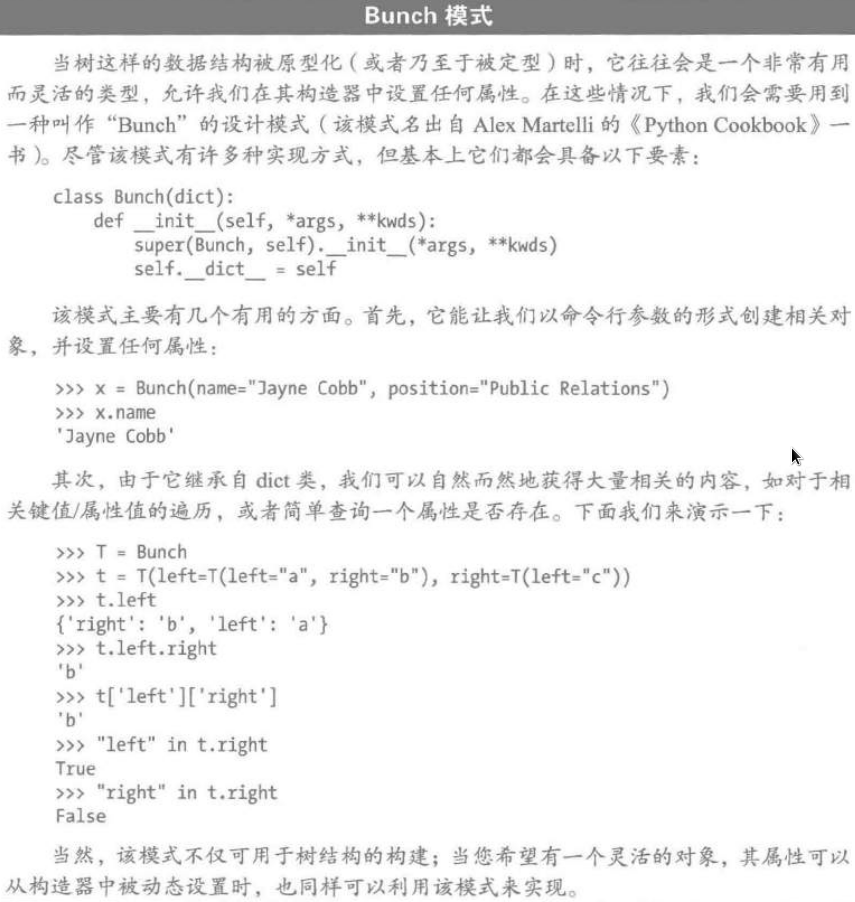 Bunch 模式
当树这样的数据结构被原型化（或者乃至于被定型）时，它往往会是一个非常有用
而灵活的类型，允许我们在其构造器中设置任何属性。在这些情况下，我们会需要用到
一种叫作“Bunch”的设计模式（该模式名出自 Alex Martelli 的《Python Cookbook》一
书）。尽管该模式有许多种实现方式，但基本上它们都会具备以下要素：
class Bunch(dict):
    def __init__(self, *args, **kwds):
        super(Bunch, self).__init__(*args, **kwds)
        self.__dict__ = self
该模式主要有几个有用的方面。首先，它能让我们以命令行参数的形式创建相关对
象，并设置任何属性：
>>> x = Bunch(name="Jayne Cobb", position="Public Relations")
>>> x.name
'Jayne Cobb'
其次，由于它继承自 dict 类，我们可以自然而然地获得大量相关的内容，如对于相
关键值/属性值的遍历，或者简单查询一个属性是否存在。下面我们来演示一下：
>>> T = Bunch
>>> t = T(left=T(left="a", right="b"), right=T(left="c"))
>>> t.left
{'right': 'b', 'left': 'a'}
>>> t.left.right
'b'
>>> t['left']['right']
'b'
>>> "left" in t.right
True
>>> "right" in t.right
False
当然，该模式不仅可用于树结构的构建；当您希望有一个灵活的对象，其属性可以
从构造器中被动态设置时，也同样可以利用该模式来实现。